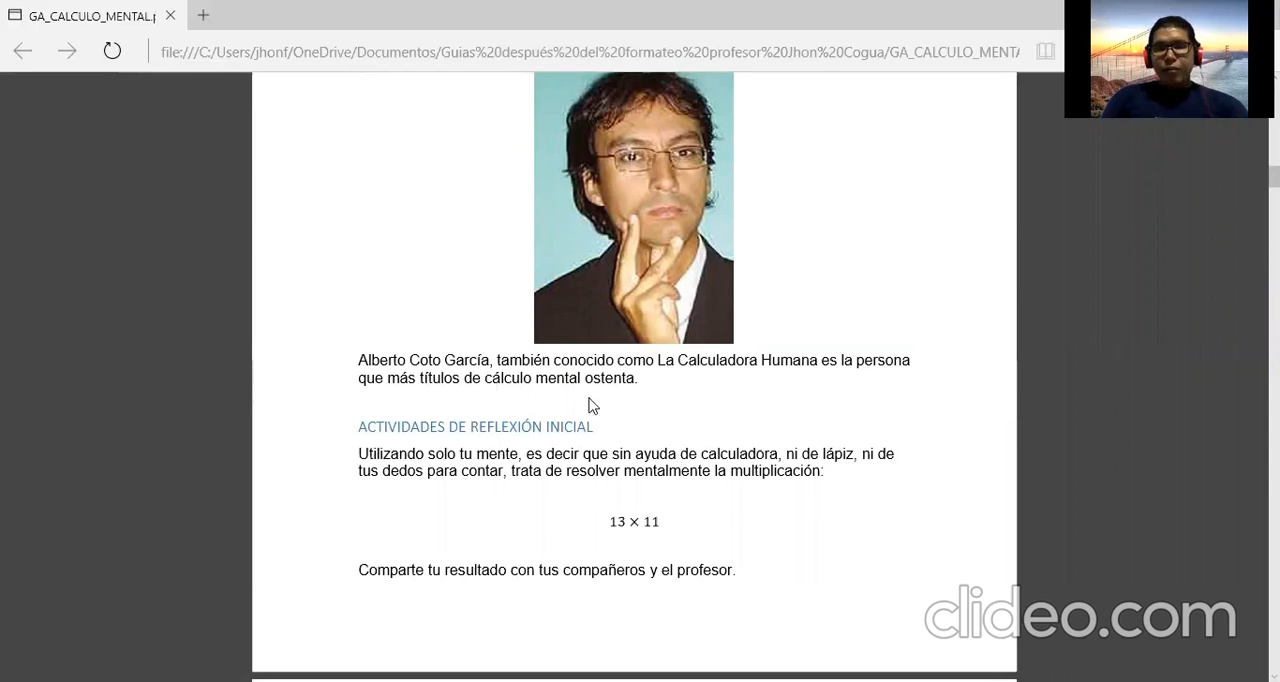 GA_CALCULO_MENTAL.p
file:///C:/Users/jhonf/OneDrive/Documentos/Guias%20después%20del%20formateo%20profesor%20Jhon%20Cogua/GA_CALCULO_MENTA
Alberto Coto García, también conocido como La Calculadora Humana es la persona
que más títulos de cálculo mental ostenta.
ACTIVIDADES DE REFLEXIÓN INICIAL
Utilizando solo tu mente, es decir que sin ayuda de calculadora, ni de lápiz, ni de
tus dedos para contar, trata de resolver mentalmente la multiplicación:
13 × 11
Comparte tu resultado con tus compañeros y el profesor.
clideo.com